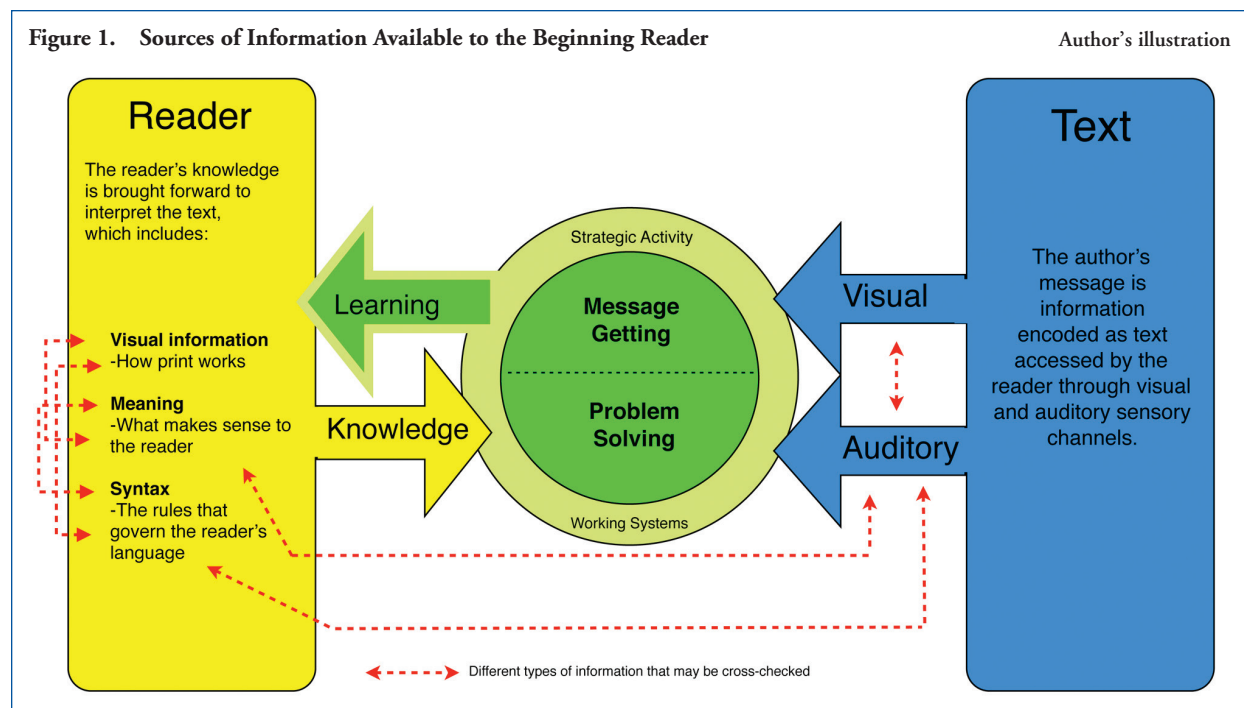 Figure 1. Sources of Information Available to the Beginning Reader
Author's illustration
Reader
The reader's knowledge
is brought forward to
interpret the text,
which includes:
Visual information
-How print works
Meaning
-What makes sense to
the reader
Syntax
-The rules that
govern the reader's
language
Learning
Knowledge
Strategic Activity
Message
Getting
Problem
Solving
Working Systems
Visual
Auditory
Text
The author's
message is
information
encoded as text
accessed by the
reader through visual
and auditory sensory
channels.
Different types of information that may be cross-checked